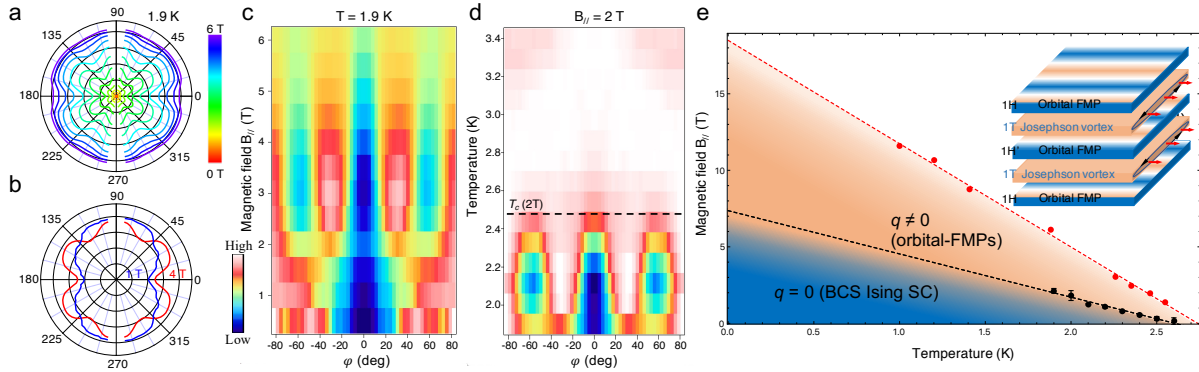 a
1.9 K
90
135
45
6 T
180
0
225
315
270
0 T
b
90
135
45
180
1 T
4 T
0
225
315
270
c
T = 1.9 K
Magnetic field B// (T)
6
5
4
3
2
1
High
Low
-80 -60 -40 -20 0 20 40 60 80
φ (deg)
d
B// = 2 T
Temperature (K)
3.4
3.2
3.0
2.8
2.6
2.4
2.2
2.0
Tc (2T)
-80 -60 -40 -20 0 20 40 60 80
φ (deg)
e
Magnetic field B// (T)
15
10
5
0
0.0 0.5 1.0 1.5 2.0 2.5
Temperature (K)
q ≠ 0
(orbital-FMPs)
q = 0 (BCS Ising SC)
1H Orbital FMP
1T Josephson vortex
1H' Orbital FMP
1T Josephson vortex
1H Orbital FMP